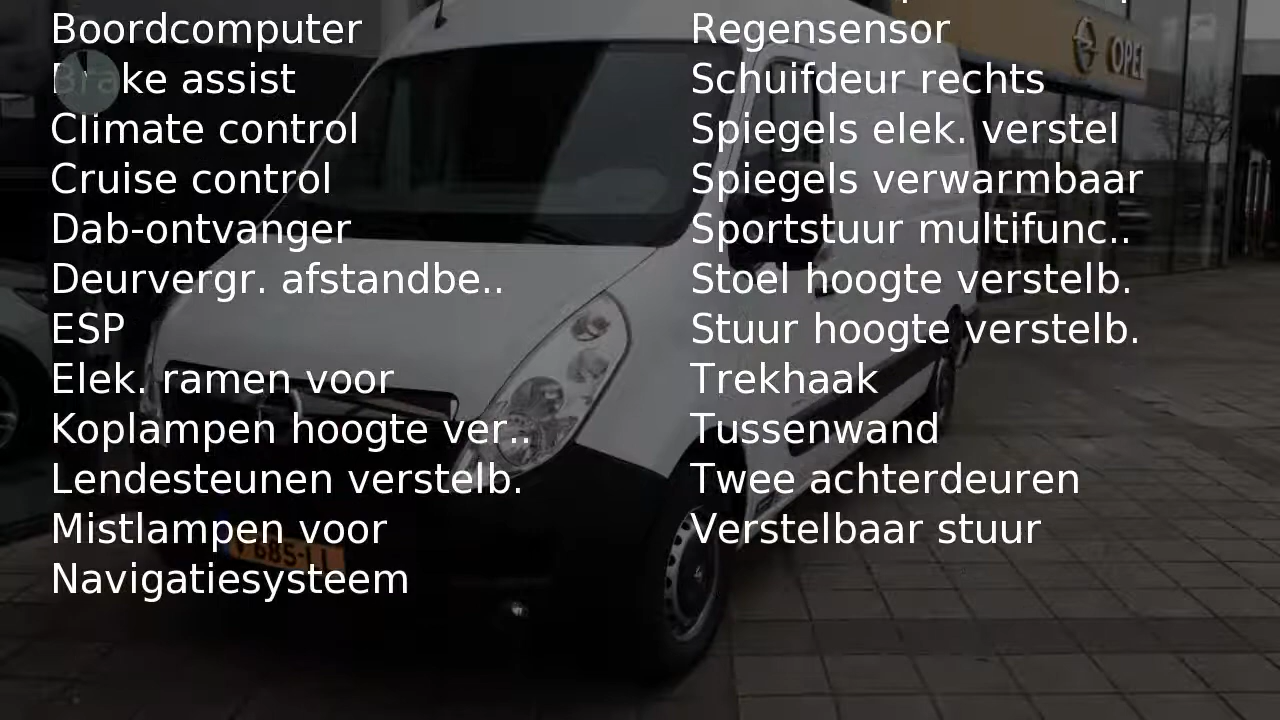 Boordcomputer
Brake assist
Climate control
Cruise control
Dab-ontvanger
Deurvergr. afstandbe..
ESP
Elek. ramen voor
Koplampen hoogte ver..
Lendesteunen verstelb.
Mistlampen voor
Navigatiesysteem
Regensensor
Schuifdeur rechts
Spiegels elek. verstel
Spiegels verwarmbaar
Sportstuur multifunc..
Stoel hoogte verstelb.
Stuur hoogte verstelb.
Trekhaak
Tussenwand
Twee achterdeuren
Verstelbaar stuur
OPEL